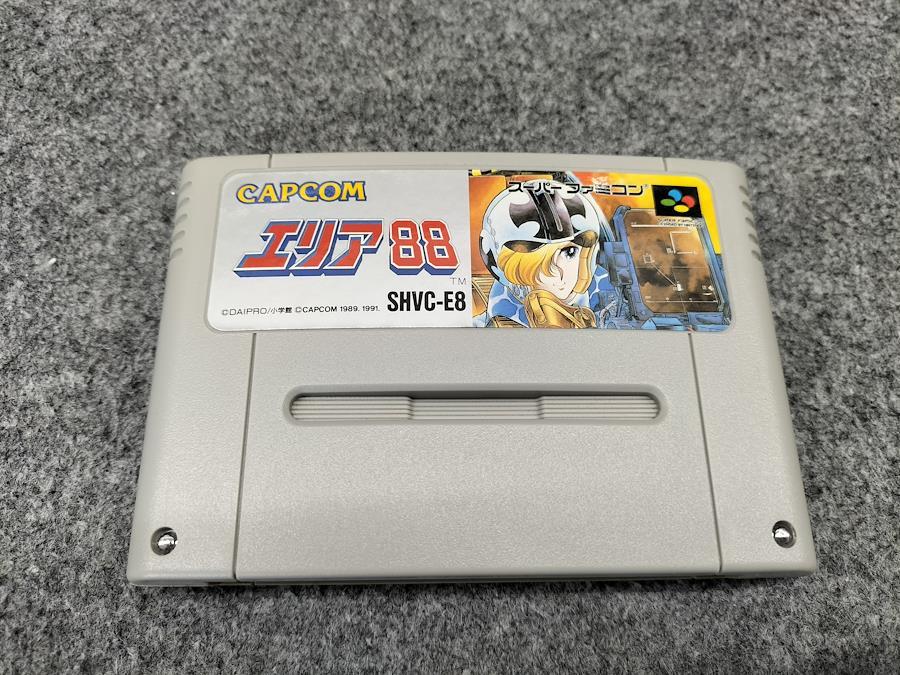 CAPCOM
エリア88
TM
©DAIPRO/小学館 ©CAPCOM 1989. 1991.
SHVC-E8
スーパーファミコン